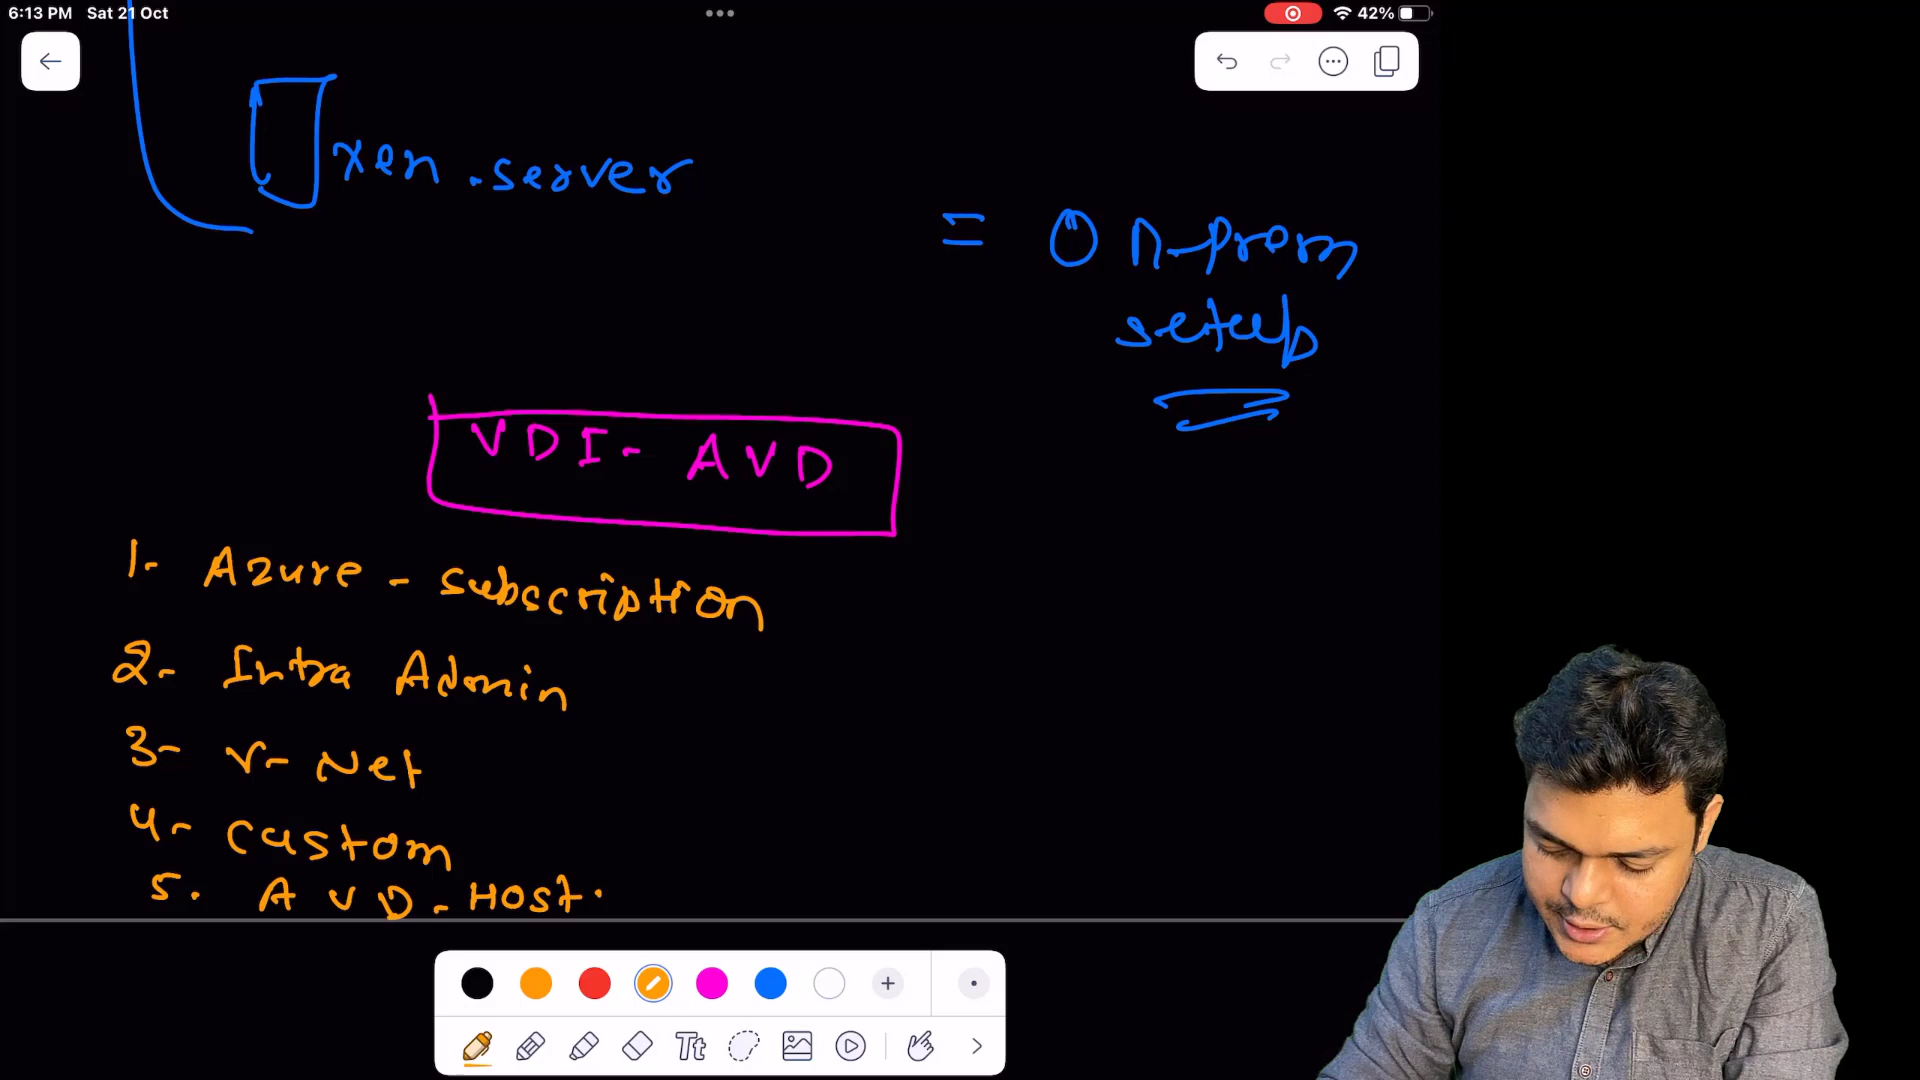 6:13 PM Sat 21 Oct
42%
xen.server
= On-prem
setup
VDI- AVD
1- Azure - subscription
2- Intra Admin
3- V- Net
4- Custom
5. AVD - Host.
Tt